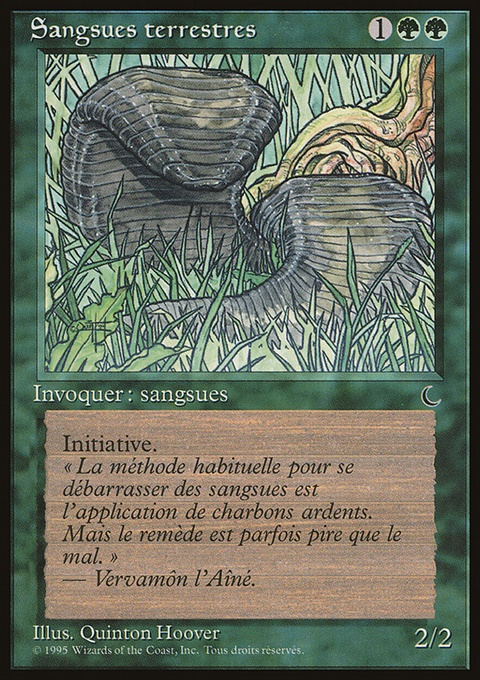 Sangsues terrestres 1
Invoquer : sangsues
Initiative.
« La méthode habituelle pour se
débarrasser des sangsues est
l'application de charbons ardents.
Mais le remède est parfois pire que le
mal. »
— Vervamôn l'Aîné.
Illus. Quinton Hoover
© 1995 Wizards of the Coast, Inc. Tous droits réservés.
2/2